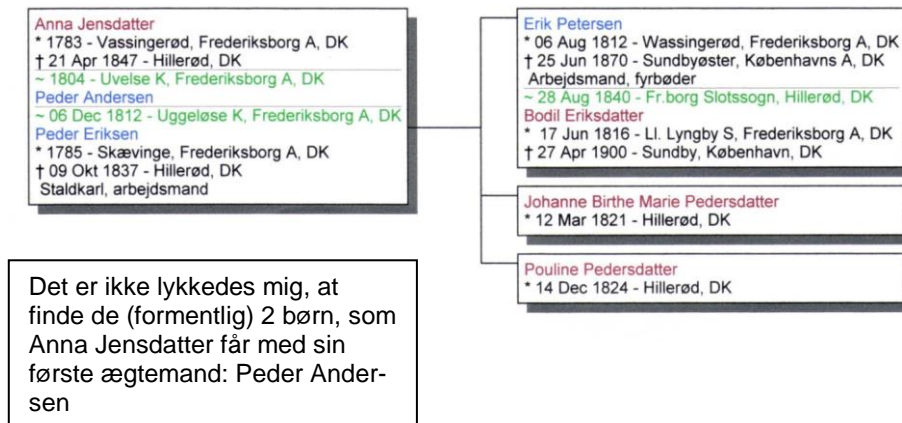 Anna Jensdatter
* 1783 - Vassingerød, Frederiksborg A, DK
† 21 Apr 1847 - Hillerød, DK
~ 1804 - Uvelse K, Frederiksborg A, DK
Peder Andersen
~ 06 Dec 1812 - Uggeløse K, Frederiksborg A, DK
Peder Eriksen
* 1785 - Skævinge, Frederiksborg A, DK
† 09 Okt 1837 - Hillerød, DK
Staldkarl, arbejdsmand
Erik Petersen
* 06 Aug 1812 - Wassingerød, Frederiksborg A, DK
† 25 Jun 1870 - Sundbyøster, Københavns A, DK
Arbejdsmand, fyrbøder
~ 28 Aug 1840 - Fr.borg Slotssogn, Hillerød, DK
Bodil Eriksdatter
* 17 Jun 1816 - Ll. Lyngby S, Frederiksborg A, DK
† 27 Apr 1900 - Sundby, København, DK
Johanne Birthe Marie Pedersdatter
* 12 Mar 1821 - Hillerød, DK
Pouline Pedersdatter
* 14 Dec 1824 - Hillerød, DK
Det er ikke lykkedes mig, at
finde de (formentlig) 2 børn, som
Anna Jensdatter får med sin
første ægtemand: Peder Ander-
sen